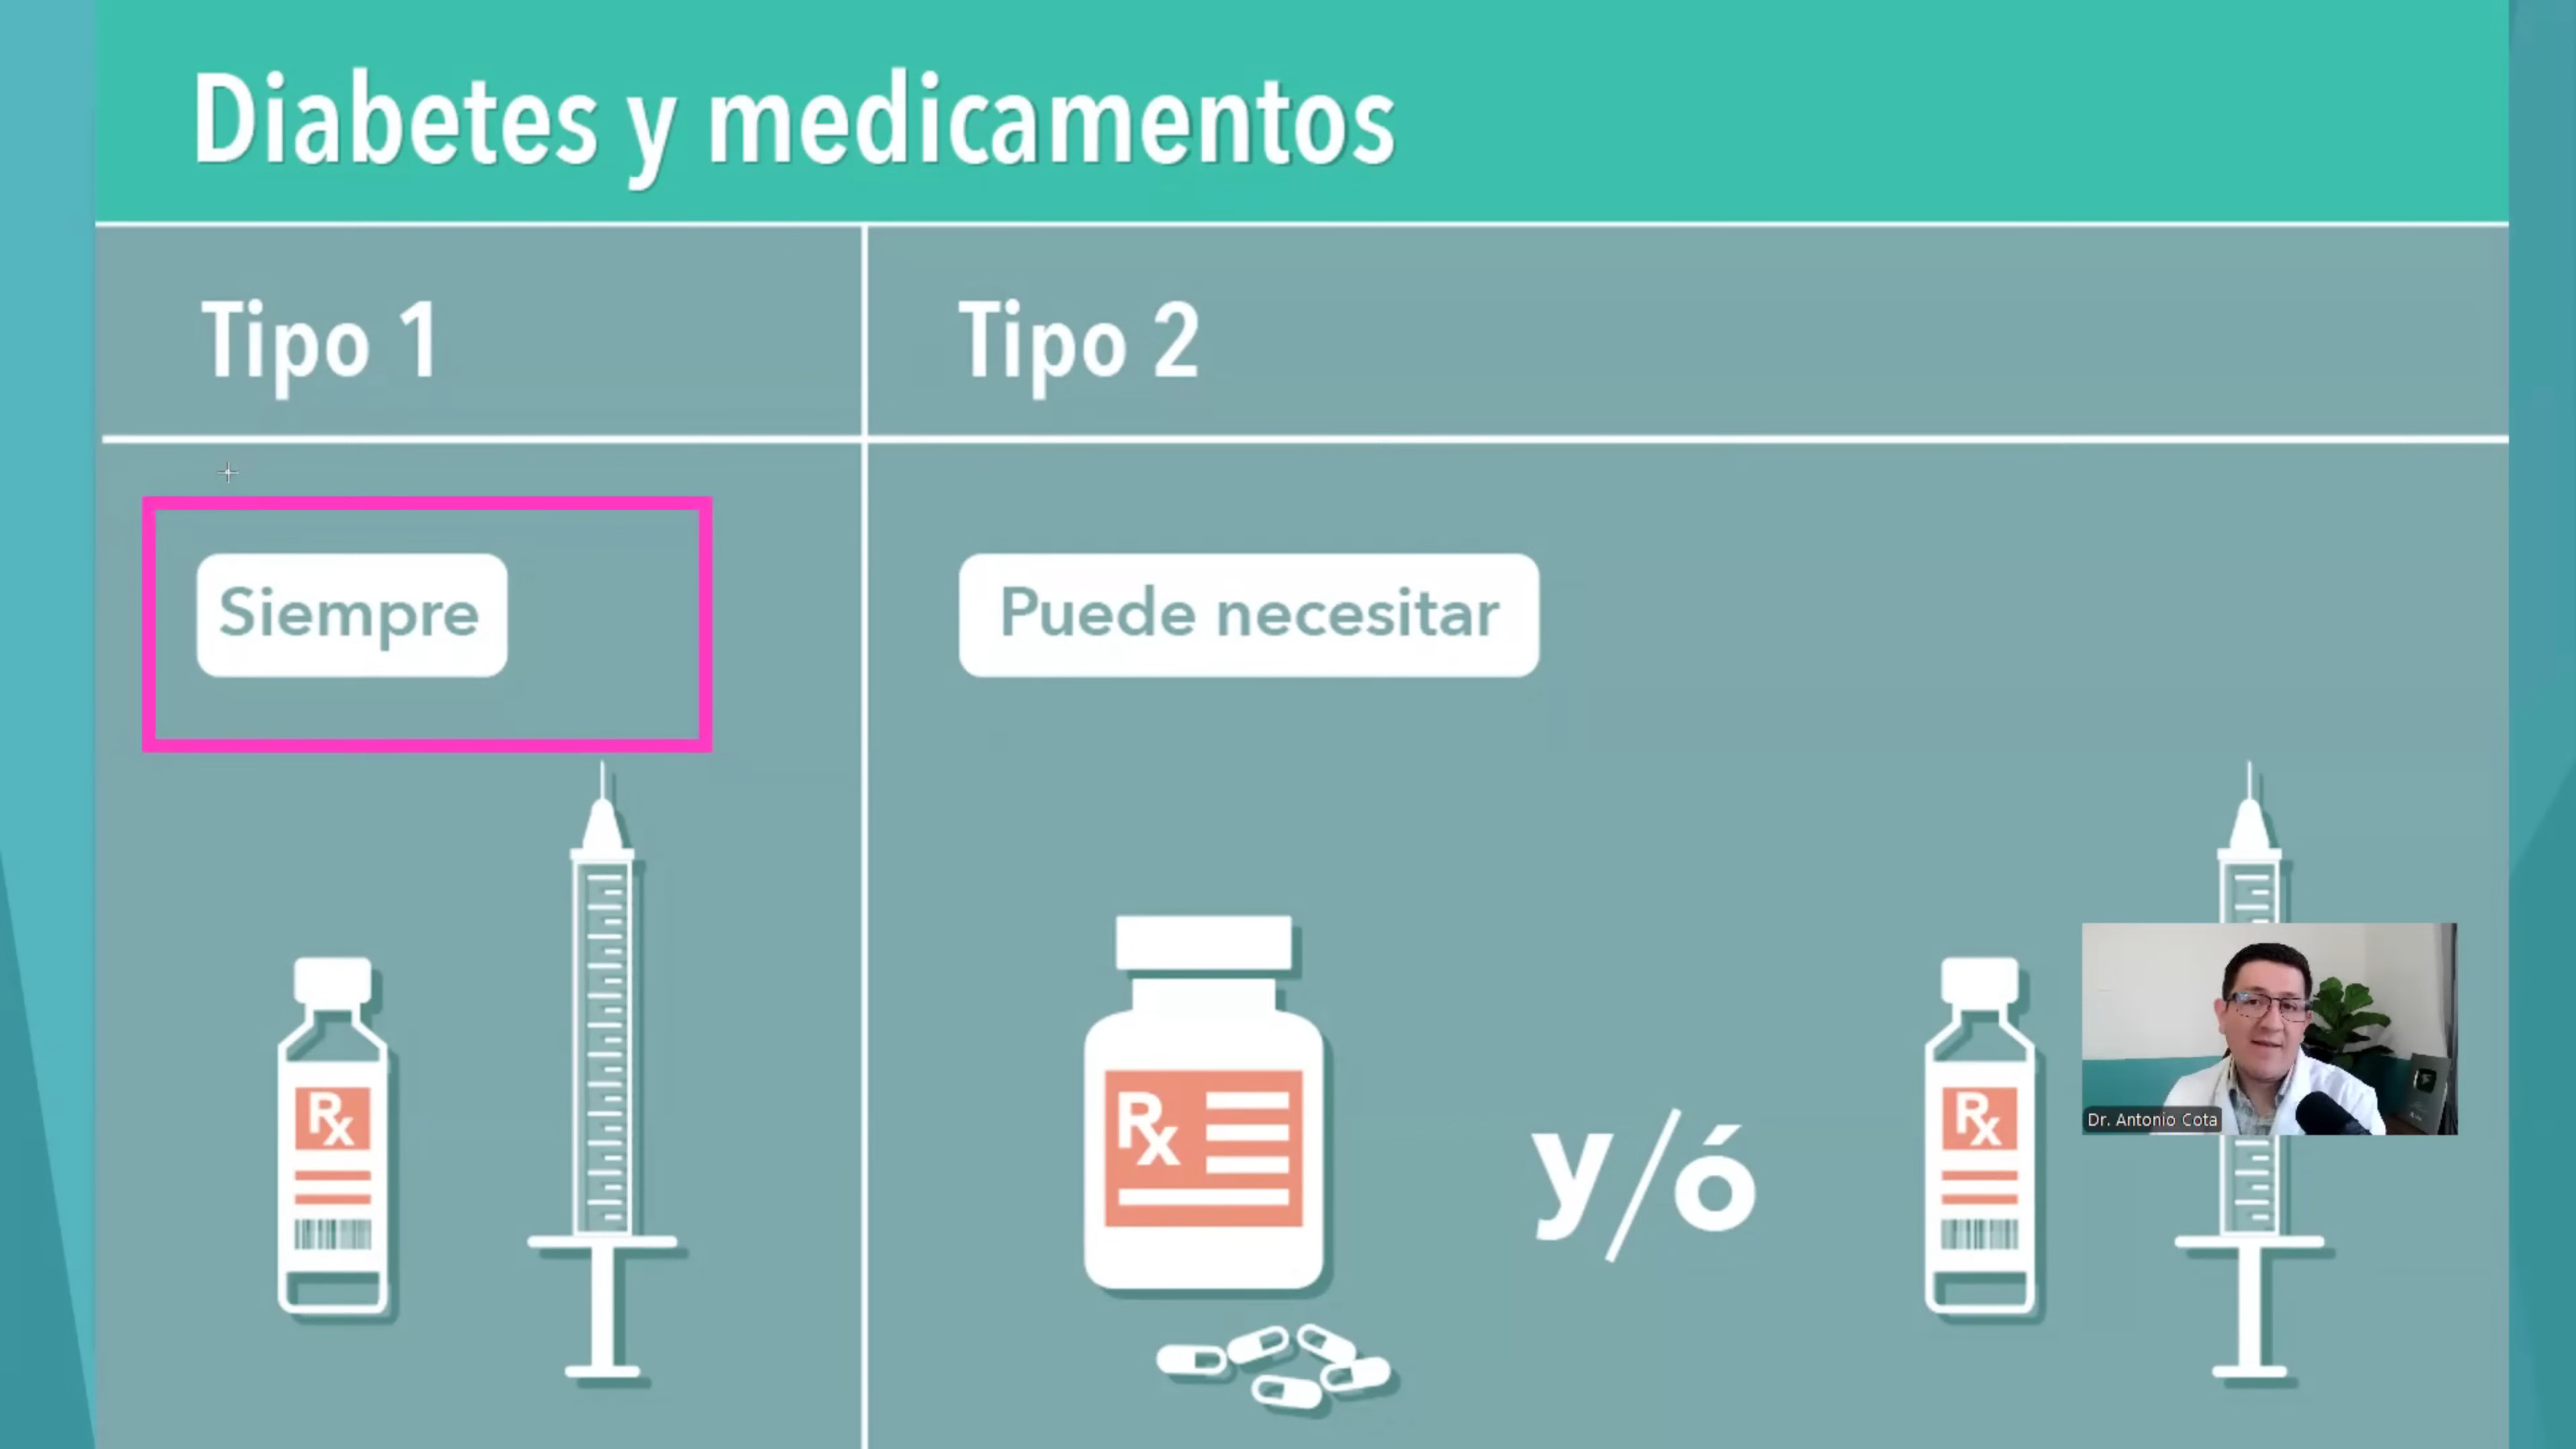 Diabetes y medicamentos
Tipo 1
Tipo 2
Siempre
Puede necesitar
Rx
Rx
y/ó
Rx
Dr. Antonio Cota